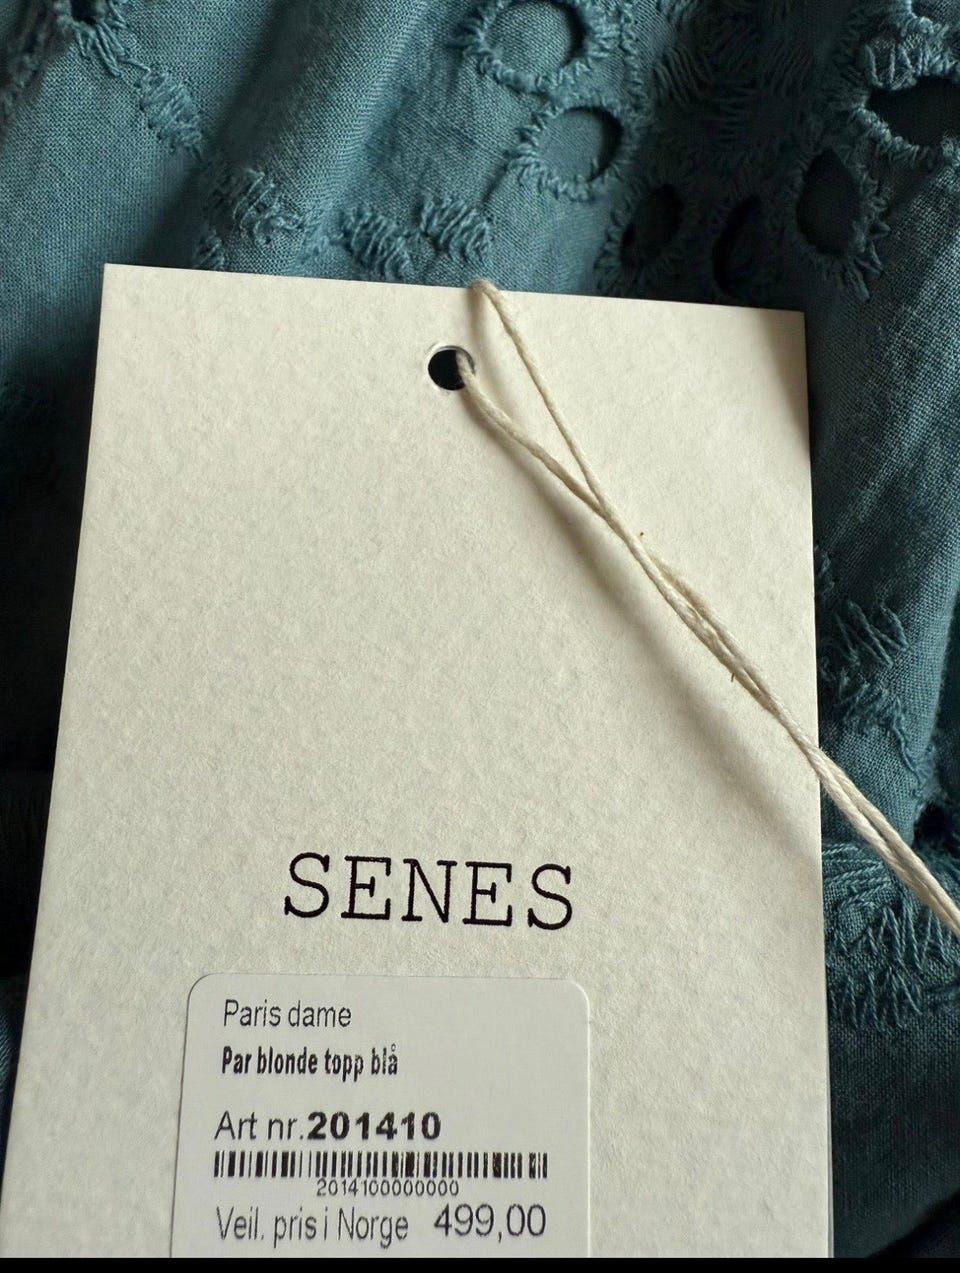 SENES
Paris dame
Par blonde topp blå
Art nr.201410
2014100000000
Veil. pris i Norge 499,00